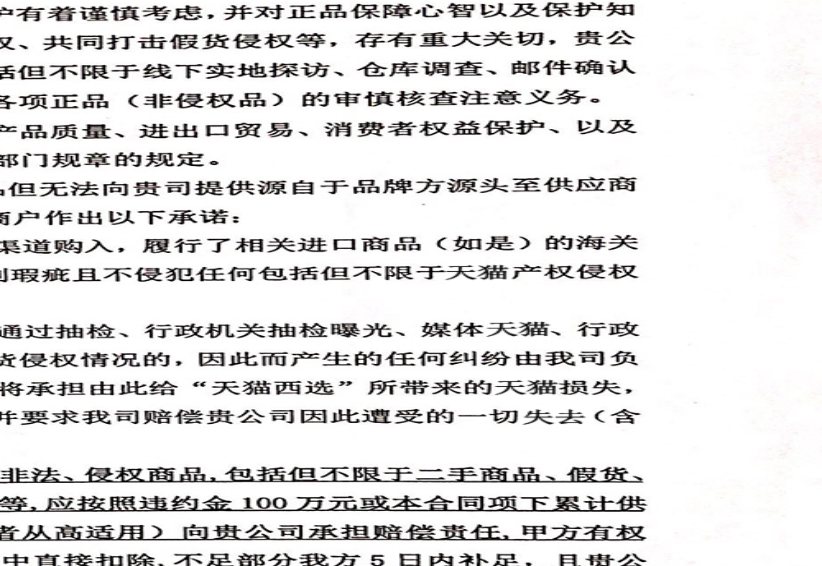 护有着谨慎考虑,并对正品保障心智以及保护知
权、共同打击假货侵权等，存有重大关切，贵公
括但不限于线下实地探访、仓库调查、邮件确认
各项正品（非侵权品）的审慎核查注意义务。
产品质量、进出口贸易、消费者权益保护、以及
部门规章的规定。
但无法向贵司提供源自于品牌方源头至供应商
商户作出以下承诺：
渠道购入，履行了相关进口商品（如是）的海关
瑕疵且不侵犯任何包括但不限于天猫产权侵权
通过抽检、行政机关抽检曝光、媒体天猫、行政
货侵权情况的，因此而产生的任何纠纷由我司负
将承担由此给“天猫西选”所带来的天猫损失，
并要求我司赔偿贵公司因此遭受的一切失去（含
非法、侵权商品,包括但不限于二手商品、假货、
等,应按照违约金 100 万元或本合同项下累计供
者从高适用）向贵公司承担赔偿责任,甲方有权
中直接扣除,不足部分我方 5 日内补足，且贵公